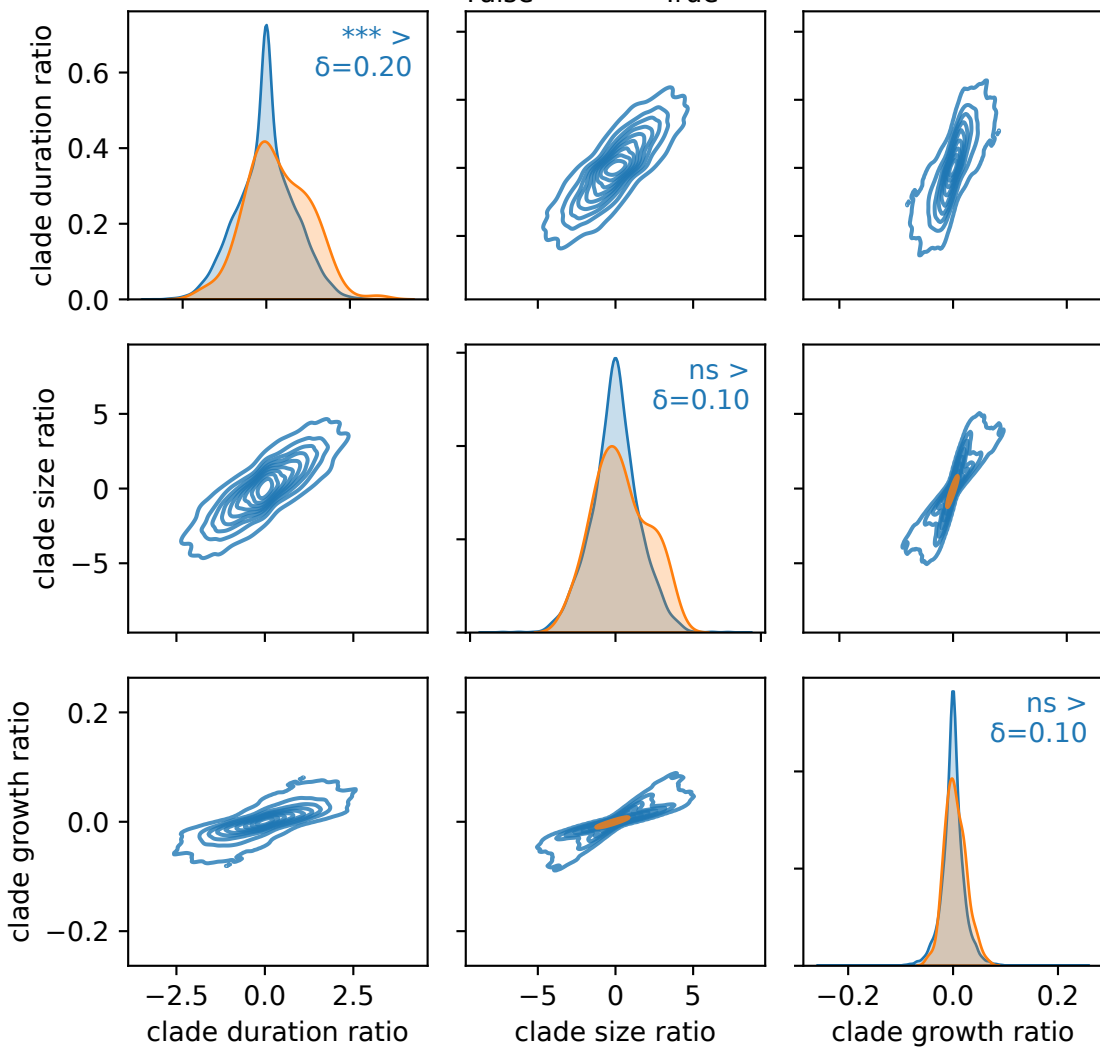 raise True
clade duration ratio
0.6
0.4
0.2
0.0
*** >
δ=0.20
clade size ratio
5
0
−5
ns >
δ=0.10
clade growth ratio
0.2
0.0
−0.2
ns >
δ=0.10
−2.5 0.0 2.5
−5 0 5
−0.2 0.0 0.2
clade duration ratio
clade size ratio
clade growth ratio